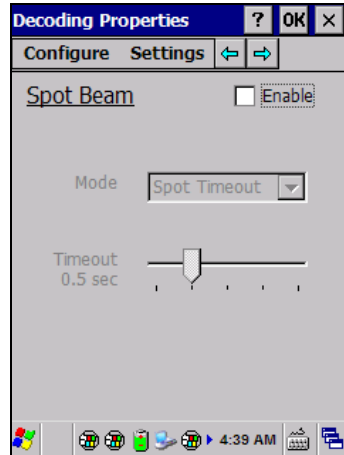 Decoding Properties ? OK ×
Configure Settings
Spot Beam Enable
Mode Spot Timeout
Timeout
0.5 sec
4:39 AM